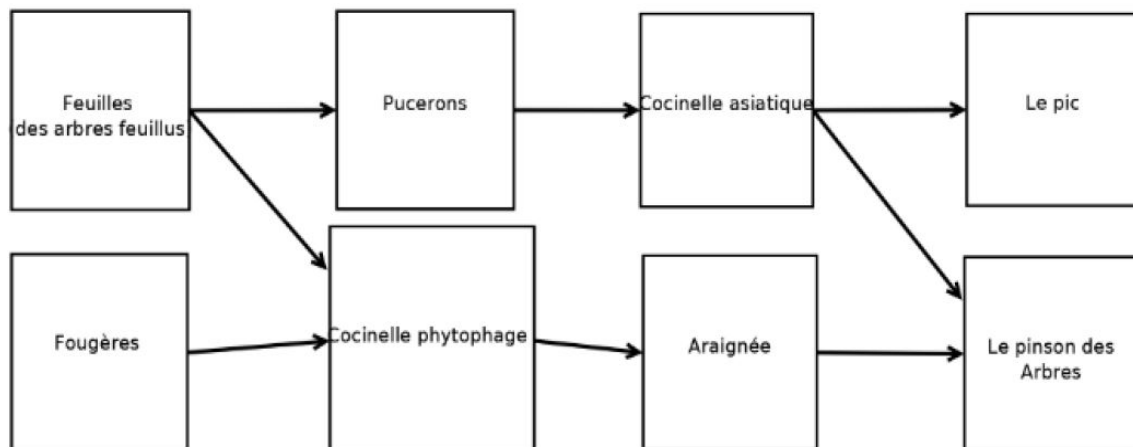 Feuilles
des arbres feuillus
Pucerons
Cocinelle asiatique
Le pic
Fougères
Cocinelle phytophage
Araignée
Le pinson des
Arbres